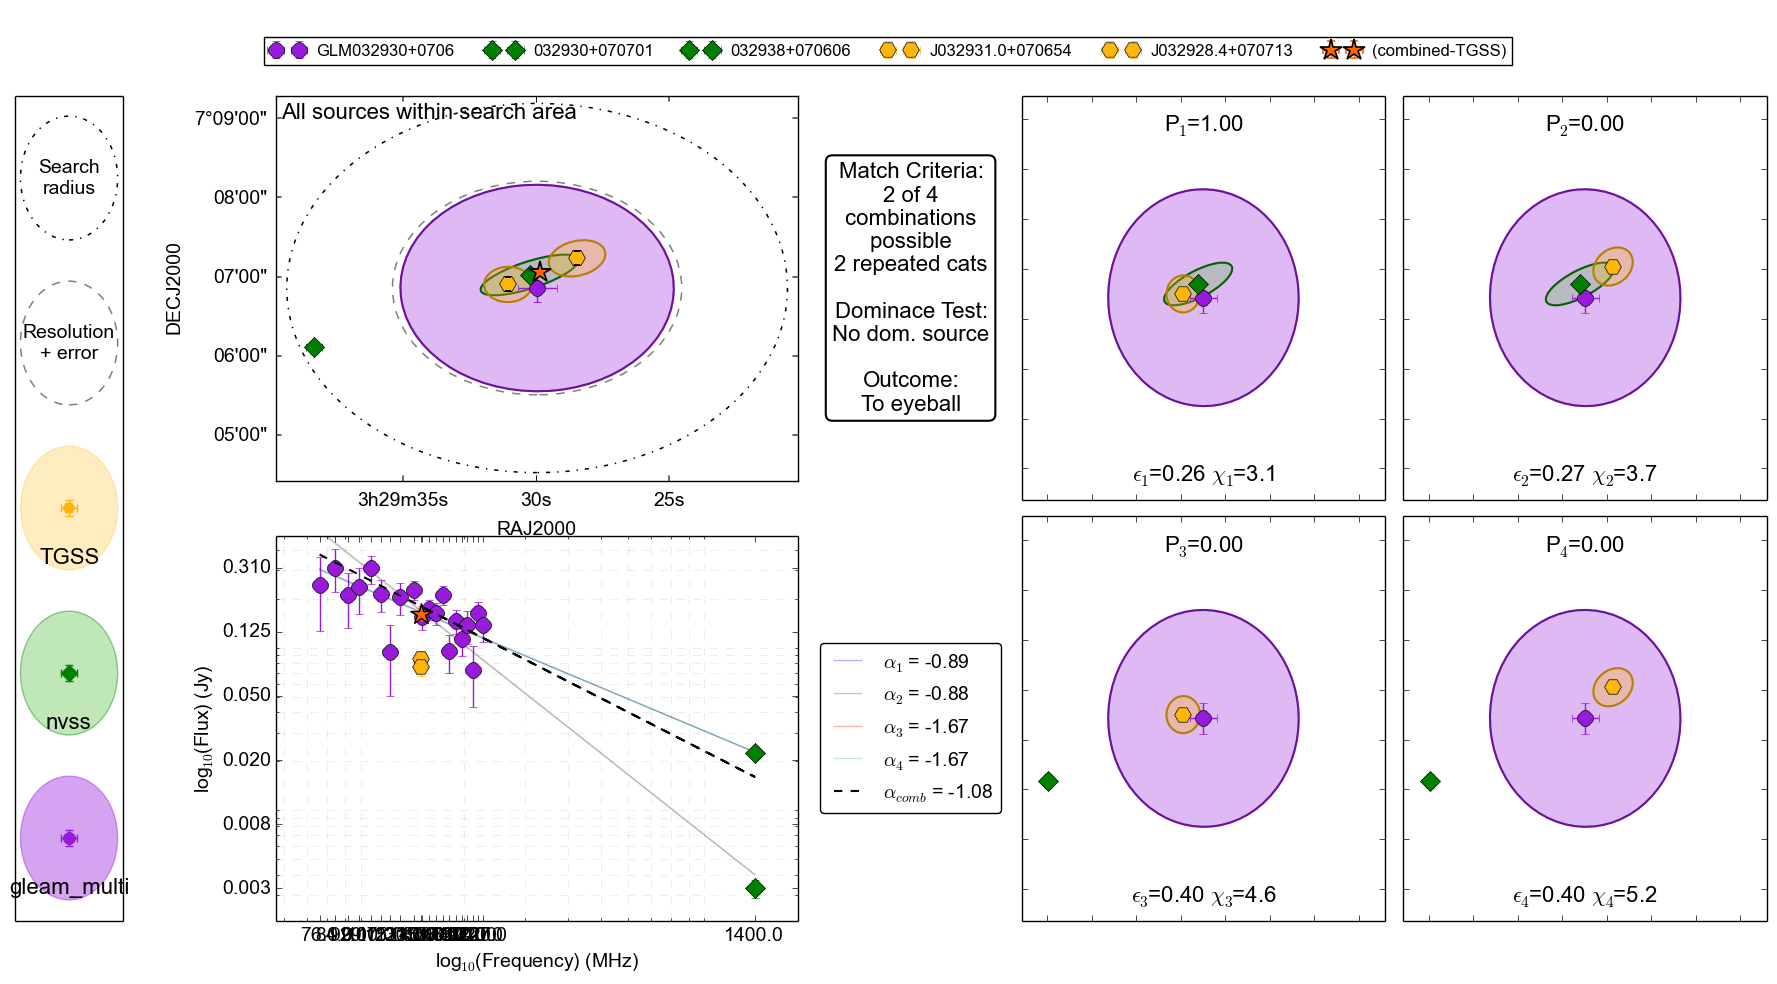 GLM032930+0706 032930+070701 032938+070606 J032931.0+070654 J032928.4+070713 (combined-TGSS)
Search
radius
Resolution
+ error
TGSS
nvss
gleam_multi
All sources within search area
DECJ2000
7°09'00"
08'00"
07'00"
06'00"
05'00"
3h29m35s 30s 25s
RAJ2000
Match Criteria:
2 of 4
combinations
possible
2 repeated cats
Dominace Test:
No dom. source
Outcome:
To eyeball
P1=1.00
ϵ1=0.26 χ1=3.1
P2=0.00
ϵ2=0.27 χ2=3.7
P3=0.00
ϵ3=0.40 χ3=4.6
P4=0.00
ϵ4=0.40 χ4=5.2
log10(Flux) (Jy)
0.310
0.125
0.050
0.020
0.008
0.003
1400.0
log10(Frequency) (MHz)
α1 = -0.89
α2 = -0.88
α3 = -1.67
α4 = -1.67
αcomb = -1.08